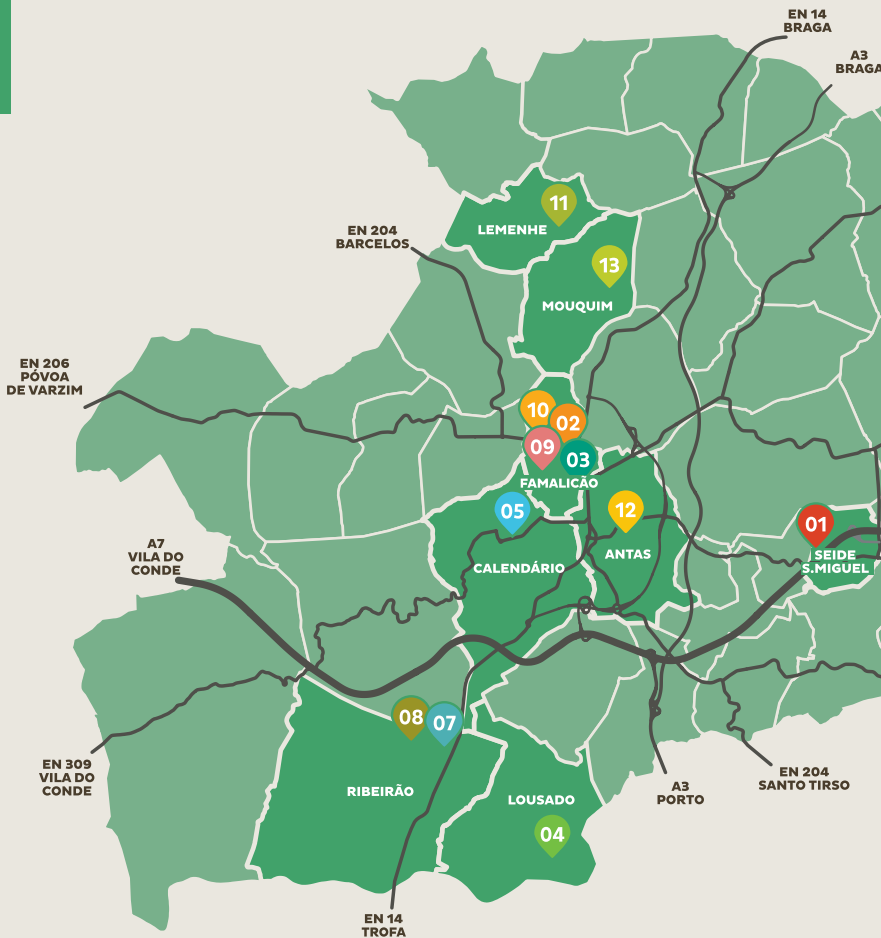 EN 14
BRAGA
A3
BRAGA
11
LEMENHE
EN 204
BARCELOS
13
MOUQUIM
EN 206
PÓVOA
DE VARZIM
10
02
09
03
FAMALICÃO
05
12
01
A7
VILA DO
CONDE
CALENDÁRIO
ANTAS
SEIDE
S.MIGUEL
08
07
EN 309
VILA DO
CONDE
RIBEIRÃO
LOUSADO
04
A3
PORTO
EN 204
SANTO TIRSO
EN 14
TROFA